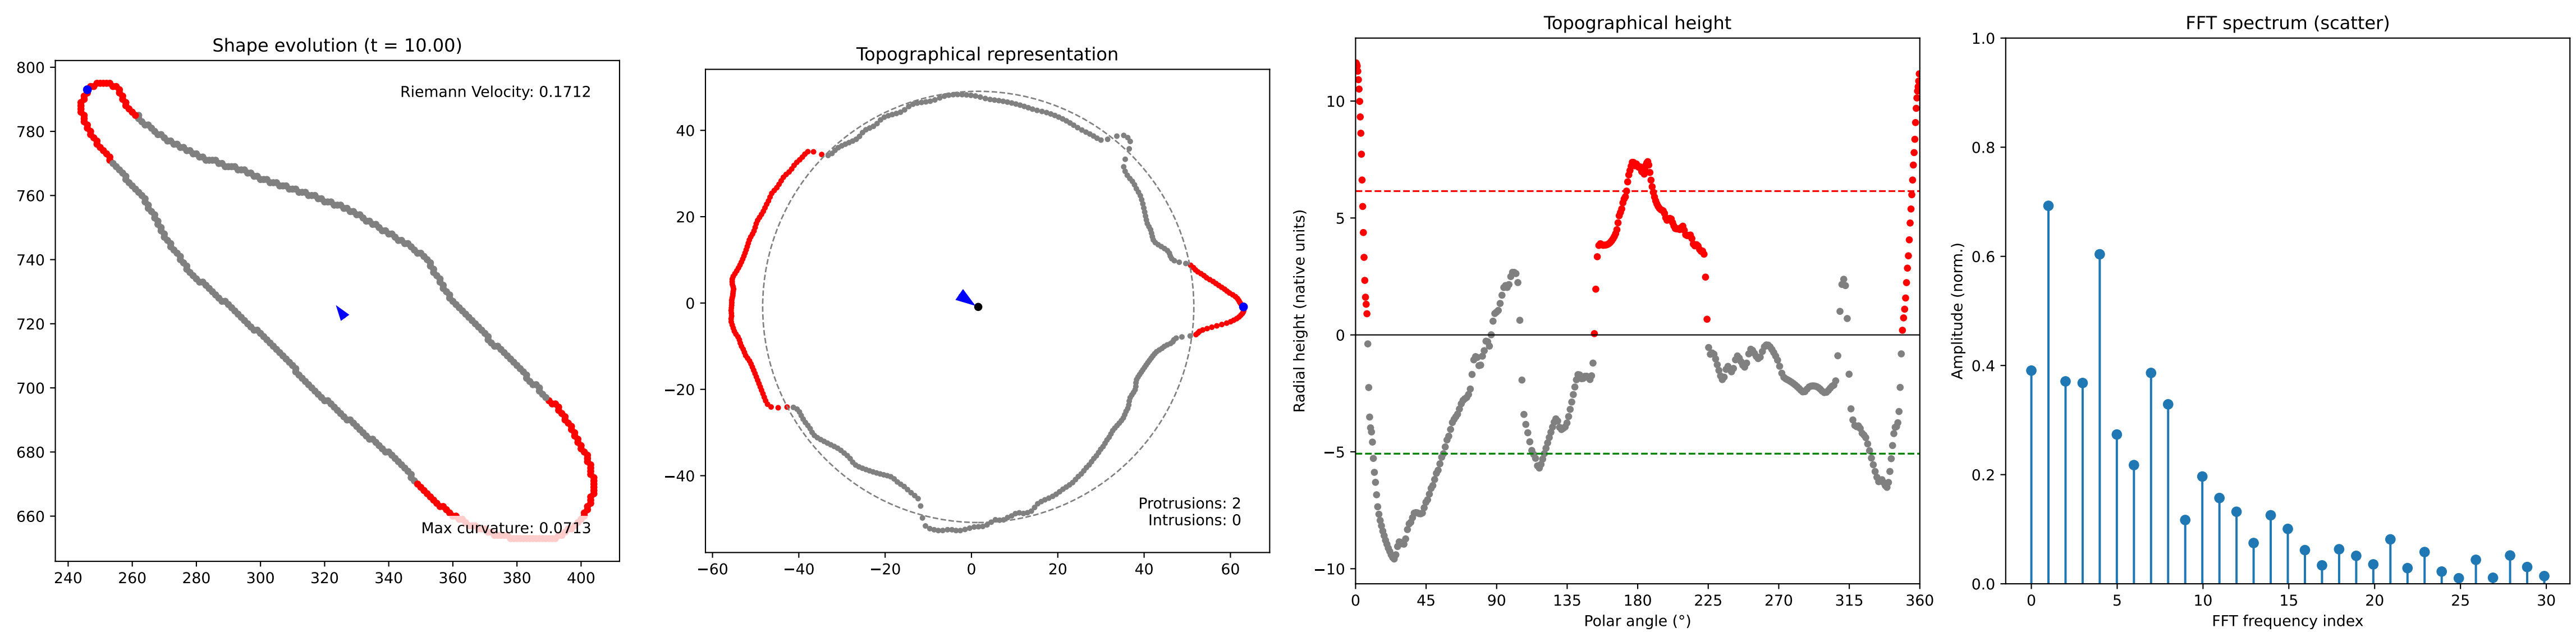 Shape evolution (t = 10.00)
Riemann Velocity: 0.1712
Max curvature: 0.0713
800
780
760
740
720
700
680
660
240 260 280 300 320 340 360 380 400
Topographical representation
40
20
0
−20
−40
−60 −40 −20 0 20 40 60
Protrusions: 2
Intrusions: 0
Topographical height
Radial height (native units)
10
5
0
−5
−10
0 45 90 135 180 225 270 315 360
Polar angle (°)
FFT spectrum (scatter)
Amplitude (norm.)
1.0
0.8
0.6
0.4
0.2
0.0
0 5 10 15 20 25 30
FFT frequency index